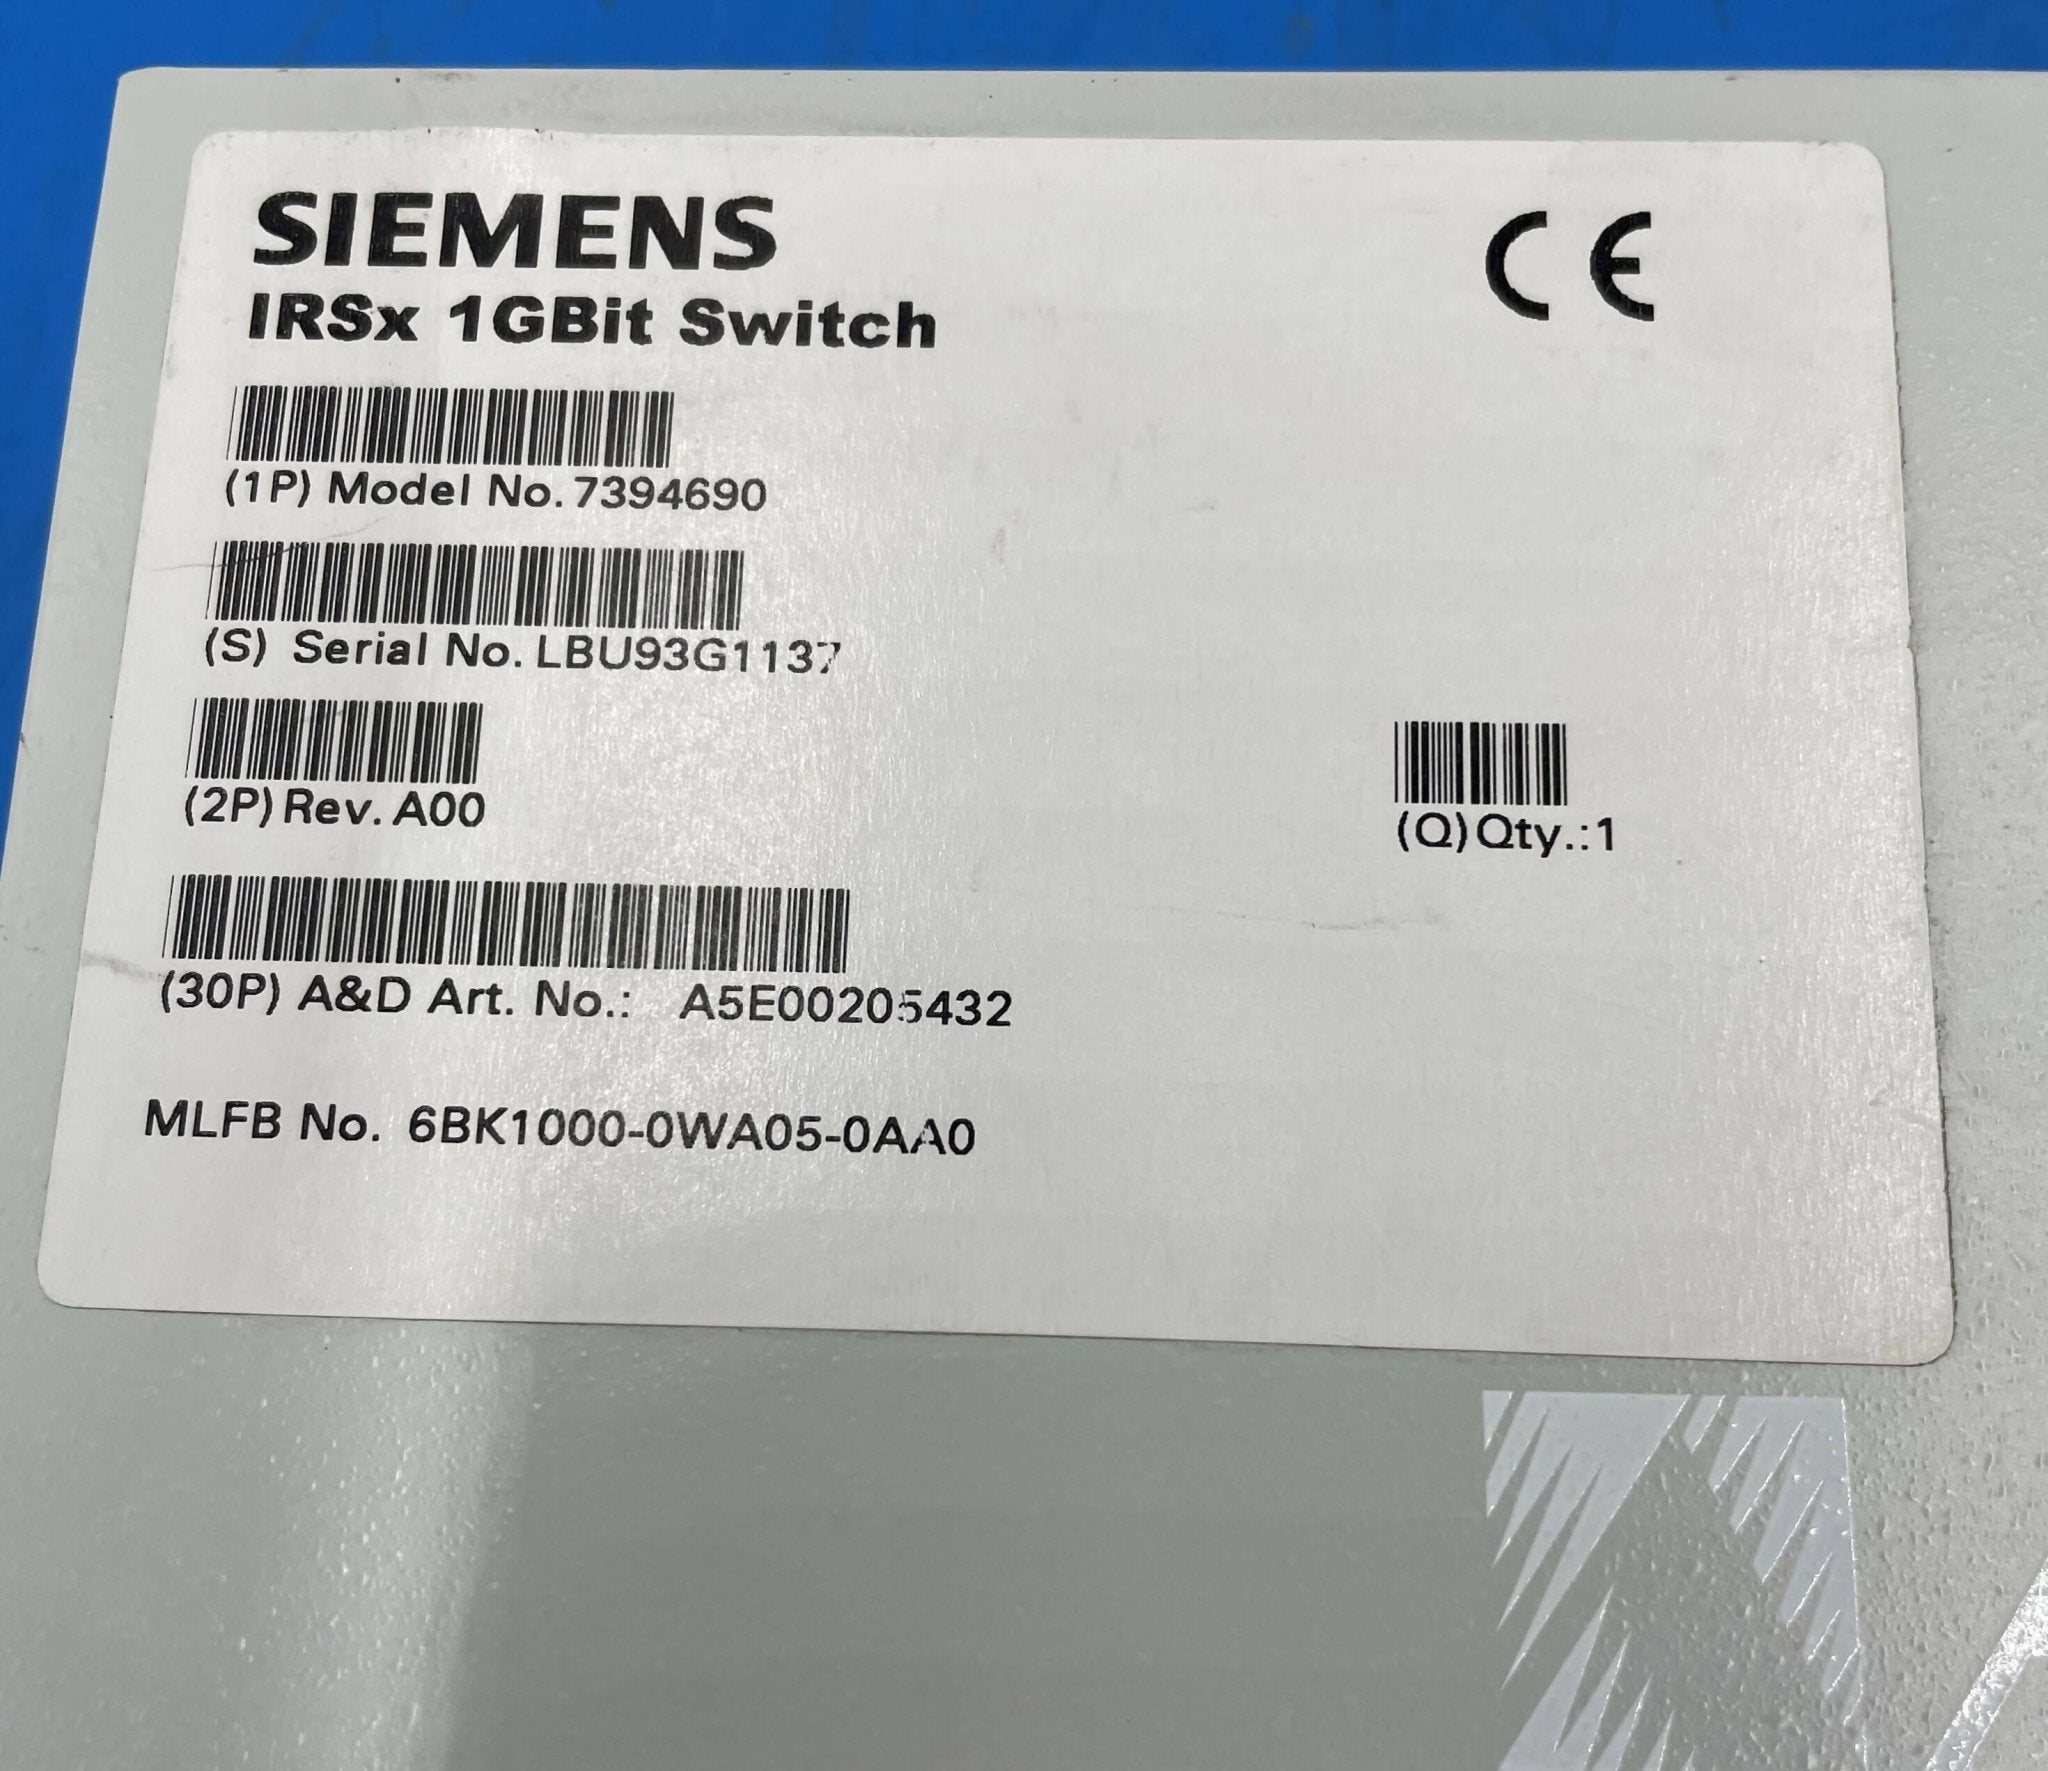 SIEMENS
CE
IRSx 1GBit Switch
(1P) Model No. 7394690
(S) Serial No. LBU93G1137
(2P) Rev. A00
(Q) Qty.:1
(30P) A&D Art. No.: A5E00205432
MLFB No. 6BK1000-0WA05-0AA0